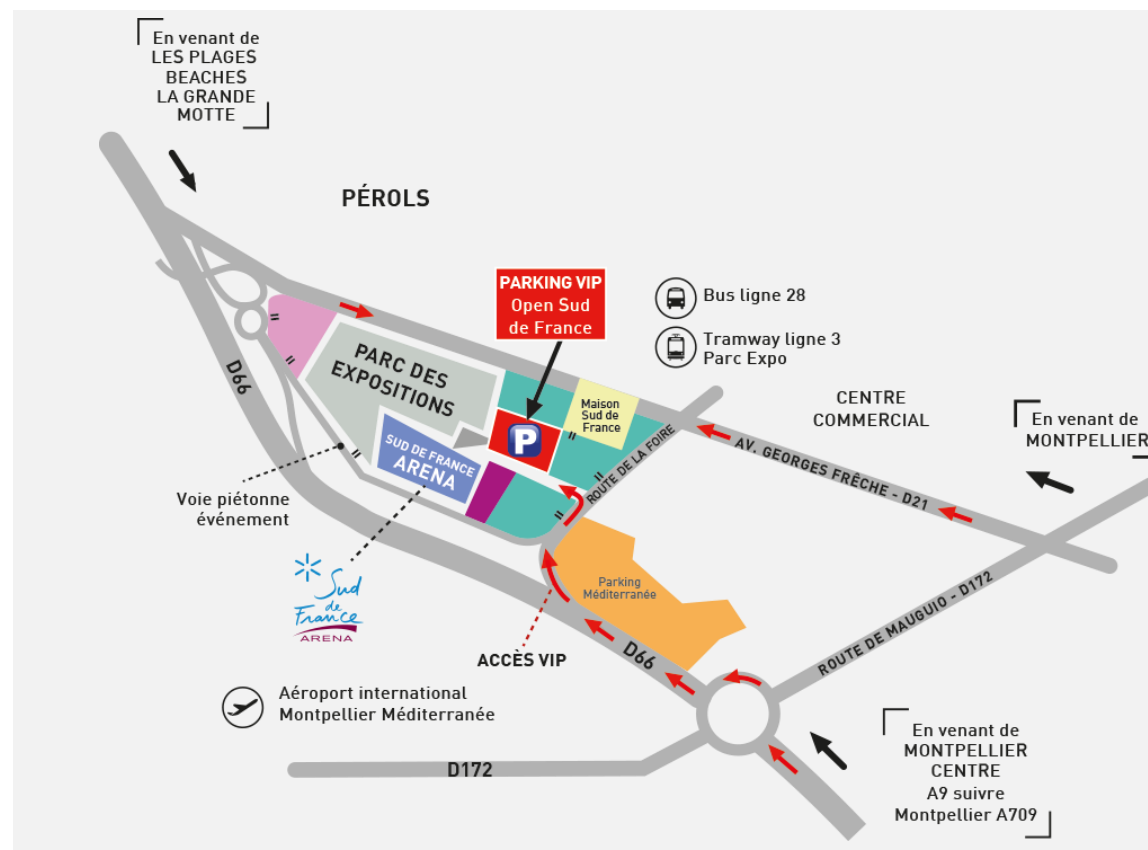 En venant de
LES PLAGES
BEACHES
LA GRANDE
MOTTE
PÉROLS
PARKING VIP
Open Sud
de France
Bus ligne 28
Tramway ligne 3
Parc Expo
D66
PARC DES
EXPOSITIONS
Maison
Sud de
France
P
CENTRE
COMMERCIAL
En venant de
MONTPELLIER
SUD DE FRANCE
ARENA
ROUTE DE LA FOIRE
AV. GEORGES FRÊCHE - D21
Voie piétonne
événement
Sud
de
France
ARENA
Parking
Méditerranée
ROUTE DE MAUGUIO - D172
ACCÈS VIP
D66
Aéroport international
Montpellier Méditerranée
D172
En venant de
MONTPELLIER
CENTRE
A9 suivre
Montpellier A709